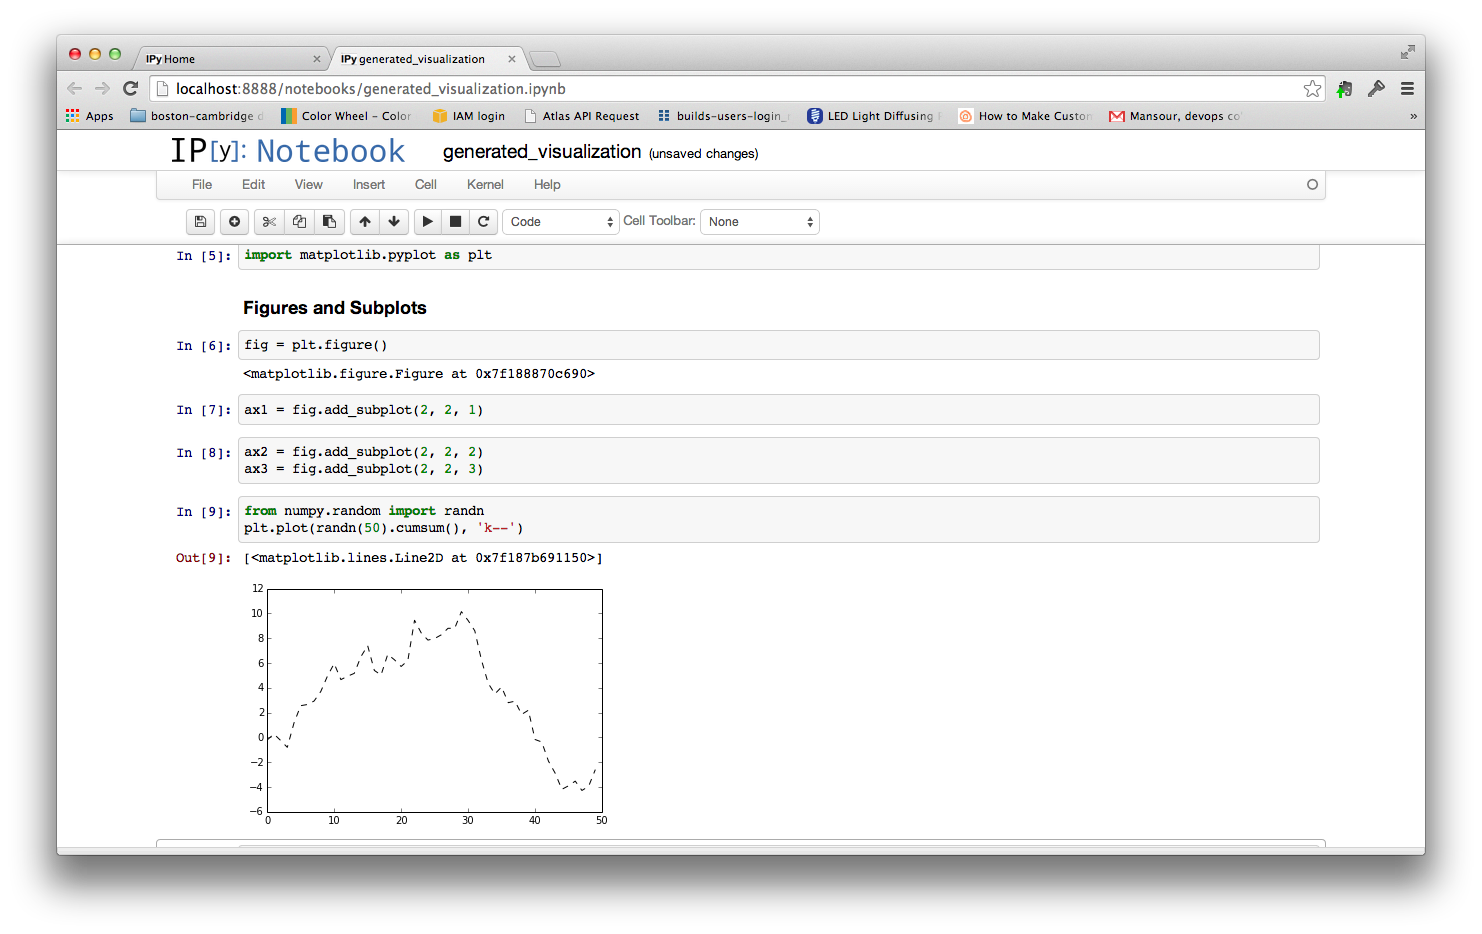 IPy Home
IPy generated_visualization
localhost:8888/notebooks/generated_visualization.ipynb
Apps boston-cambridge Color Wheel - Color IAM login Atlas API Request builds-users-login_ LED Light Diffusing How to Make Custom Mansour, devops »
IP[y]: Notebook generated_visualization (unsaved changes)
File Edit View Insert Cell Kernel Help
Code Cell Toolbar: None
In [5]: import matplotlib.pyplot as plt
Figures and Subplots
In [6]: fig = plt.figure()
<matplotlib.figure.Figure at 0x7f188870c690>
In [7]: ax1 = fig.add_subplot(2, 2, 1)
In [8]: ax2 = fig.add_subplot(2, 2, 2)
ax3 = fig.add_subplot(2, 2, 3)
In [9]: from numpy.random import randn
plt.plot(randn(50).cumsum(), 'k--')
Out[9]: [<matplotlib.lines.Line2D at 0x7f187b691150>]
12
10
8
6
4
2
0
−2
−4
−6
0 10 20 30 40 50